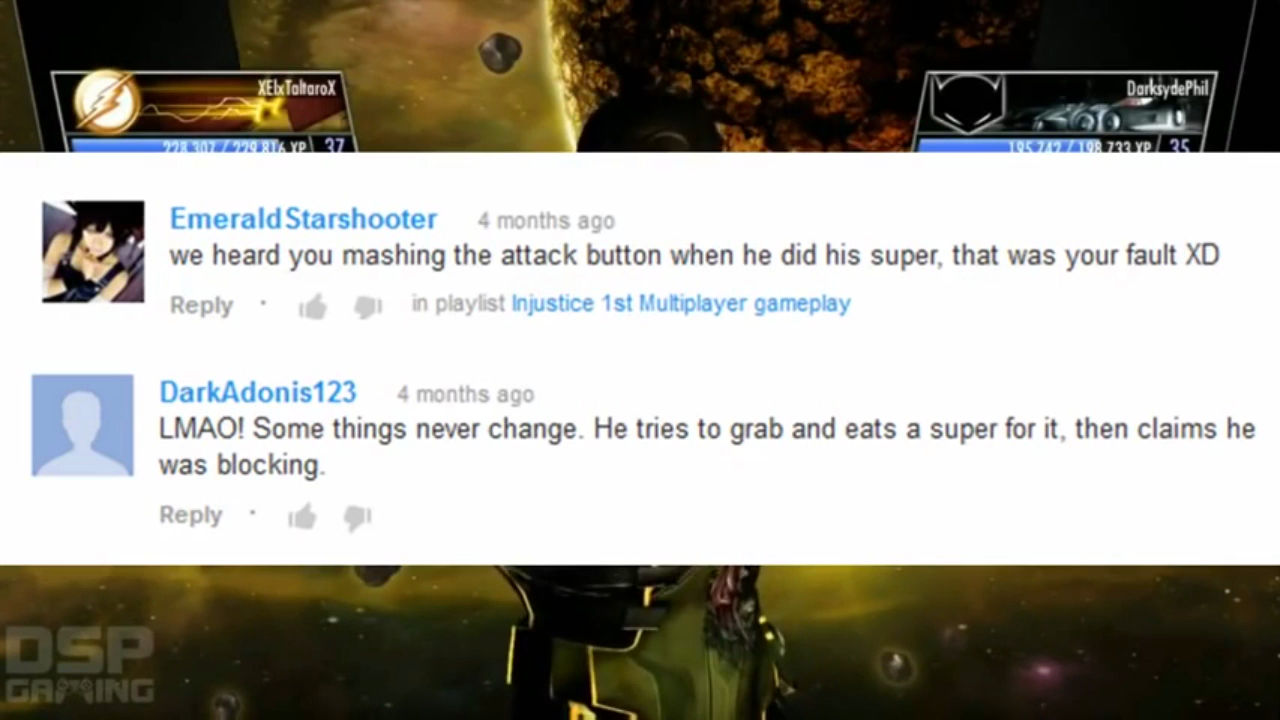 XElxTaltaroX
DarksydePhil
228,307 / 229,816 XP 37
195,742 / 198,733 XP 35
EmeraldStarshooter 4 months ago
we heard you mashing the attack button when he did his super, that was your fault XD
Reply · in playlist Injustice 1st Multiplayer gameplay
DarkAdonis123 4 months ago
LMAO! Some things never change. He tries to grab and eats a super for it, then claims he
was blocking.
Reply ·
DSP
GAMING